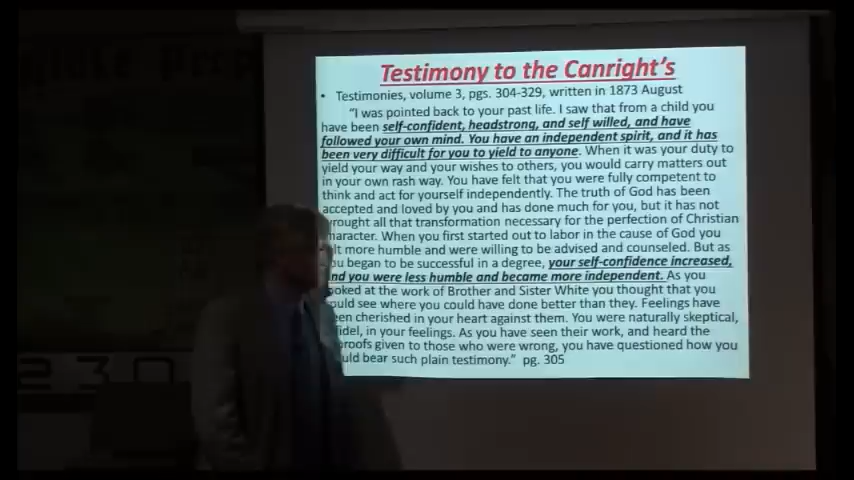 Testimony to the Canright's
• Testimonies, volume 3, pgs. 304-329, written in 1873 August
"I was pointed back to your past life. I saw that from a child you
have been self-confident, headstrong, and self willed, and have
followed your own mind. You have an independent spirit, and it has
been very difficult for you to yield to anyone. When it was your duty to
yield your way and your wishes to others, you would carry matters out
in your own rash way. You have felt that you were fully competent to
think and act for yourself independently. The truth of God has been
accepted and loved by you and has done much for you, but it has not
wrought all that transformation necessary for the perfection of Christian
haracter. When you first started out to labor in the cause of God you
lt more humble and were willing to be advised and counseled. But as
ou began to be successful in a degree, your self-confidence increased,
and you were less humble and became more independent. As you
ooked at the work of Brother and Sister White you thought that you
ould see where you could have done better than they. Feelings have
een cherished in your heart against them. You were naturally skeptical,
fidel, in your feelings. As you have seen their work, and heard the
proofs given to those who were wrong, you have questioned how you
uld bear such plain testimony." pg. 305
230